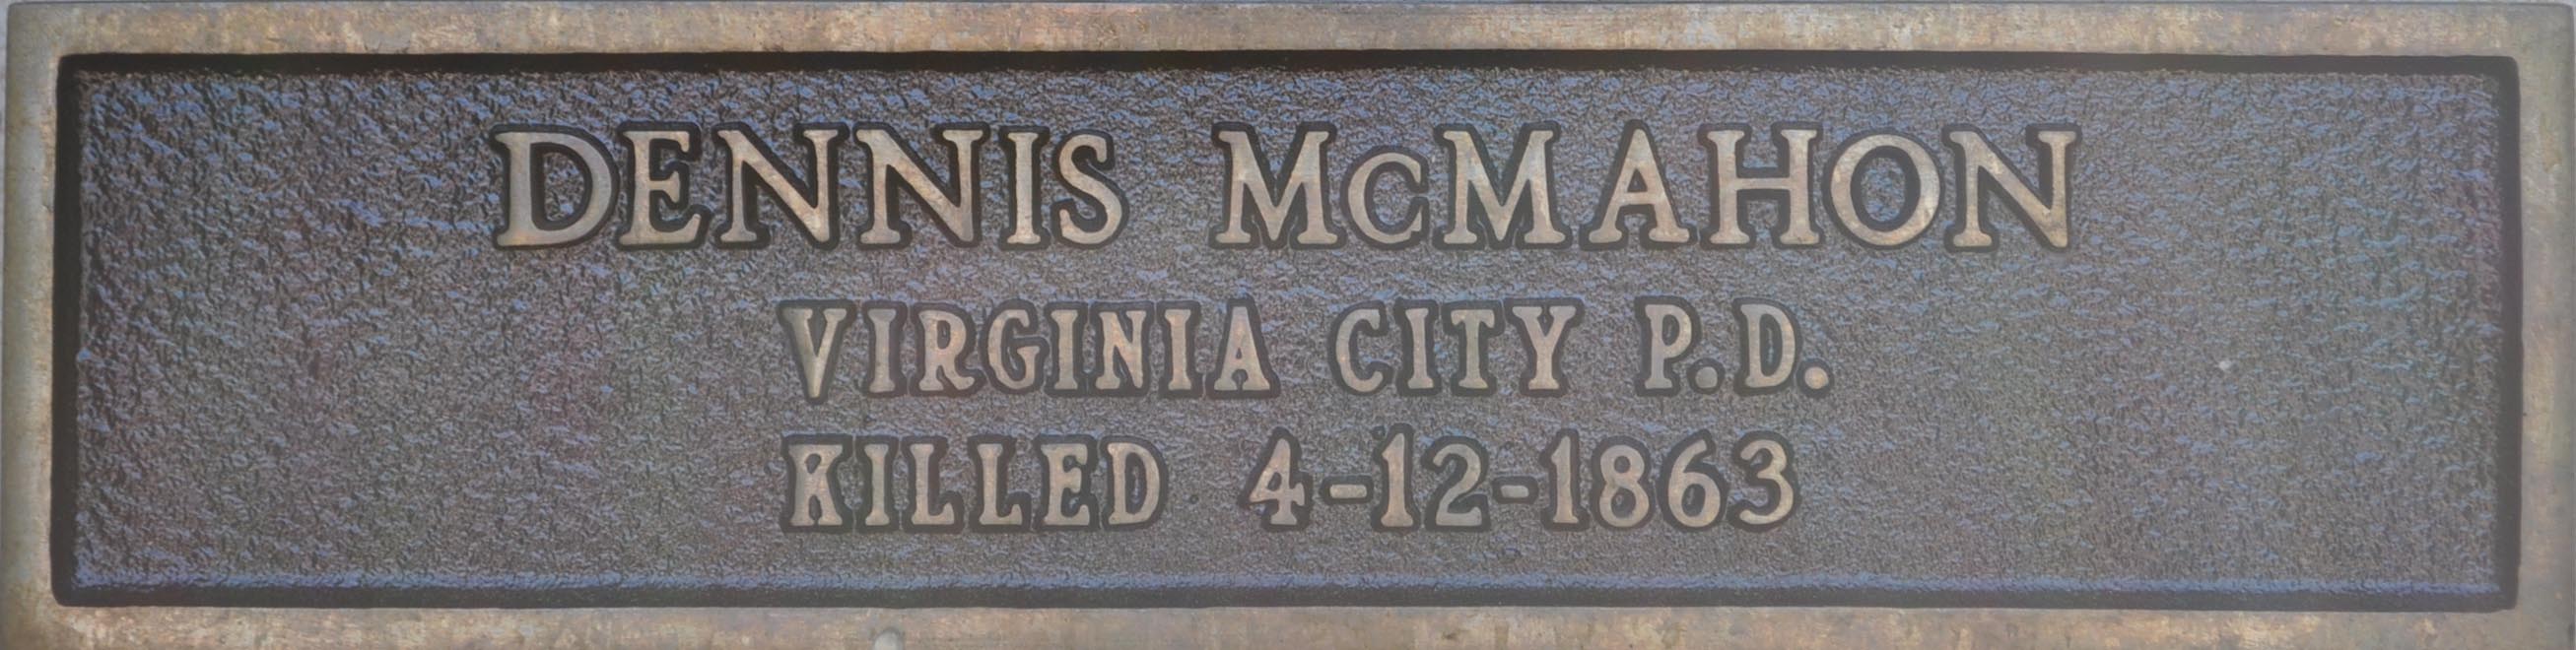 DENNIS McMAHON
VIRGINIA CITY P.D.
KILLED 4-12-1863